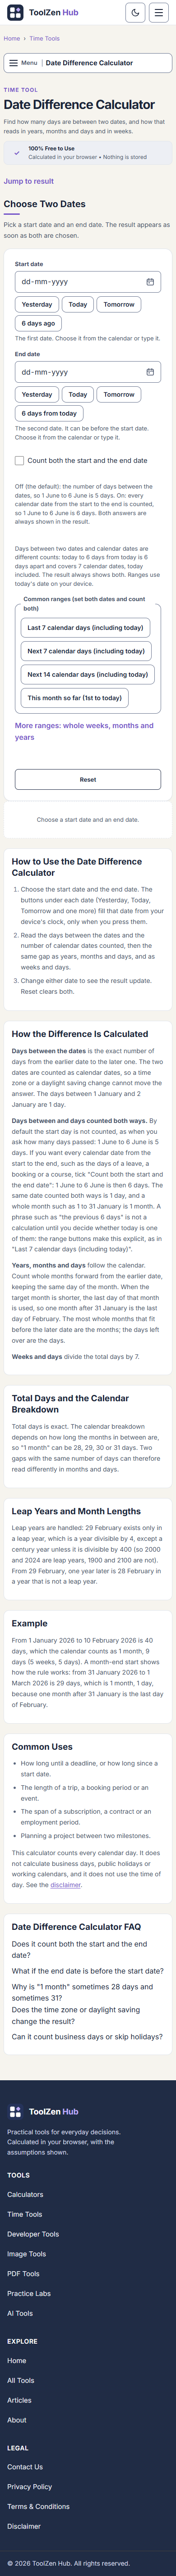 ToolZen Hub
Home › Time Tools
Menu | Date Difference Calculator
TIME TOOL
Date Difference Calculator
Find how many days are between two dates, and how that
reads in years, months and days and in weeks.
100% Free to Use
Calculated in your browser • Nothing is stored
Jump to result
Choose Two Dates
Pick a start date and an end date. The result appears as
soon as both are chosen.
Start date
dd-mm-yyyy
Yesterday Today Tomorrow
6 days ago
The first date. Choose it from the calendar or type it.
End date
dd-mm-yyyy
Yesterday Today Tomorrow
6 days from today
The second date. It can be before the start date.
Choose it from the calendar or type it.
Count both the start and the end date
Off (the default): the number of days between the
dates, so 1 June to 6 June is 5 days. On: every
calendar date from the start to the end is counted,
so 1 June to 6 June is 6 days. Both answers are
always shown in the result.
Days between two dates and calendar dates are
different counts: today to 6 days from today is 6
days apart and covers 7 calendar dates, today
included. The result always shows both. Ranges use
today's date on your device.
Common ranges (set both dates and count
both)
Last 7 calendar days (including today)
Next 7 calendar days (including today)
Next 14 calendar days (including today)
This month so far (1st to today)
More ranges: whole weeks, months and
years
Reset
Choose a start date and an end date.
How to Use the Date Difference
Calculator
1. Choose the start date and the end date. The
buttons under each date (Yesterday, Today,
Tomorrow and one more) fill that date from your
device's clock, only when you press them.
2. Read the days between the dates and the
number of calendar dates counted, then the
same gap as years, months and days, and as
weeks and days.
3. Change either date to see the result update.
Reset clears both.
How the Difference Is Calculated
Days between the dates is the exact number of
days from the earlier date to the later one. The two
dates are counted as calendar dates, so a time
zone or a daylight saving change cannot move the
answer. The days between 1 January and 2
January are 1 day.
Days between and days counted both ways. By
default the start day is not counted, as when you
ask how many days passed: 1 June to 6 June is 5
days. If you want every calendar date from the
start to the end, such as the days of a leave, a
booking or a course, tick "Count both the start and
the end date": 1 June to 6 June is then 6 days. The
same date counted both ways is 1 day, and a
whole month such as 1 to 31 January is 1 month. A
phrase such as "the previous 6 days" is not a
calculation until you decide whether today is one
of them: the range buttons make this explicit, as in
"Last 7 calendar days (including today)".
Years, months and days follow the calendar.
Count whole months forward from the earlier date,
keeping the same day of the month. When the
target month is shorter, the last day of that month
is used, so one month after 31 January is the last
day of February. The most whole months that fit
before the later date are the months; the days left
over are the days.
Weeks and days divide the total days by 7.
Total Days and the Calendar
Breakdown
Total days is exact. The calendar breakdown
depends on how long the months in between are,
so "1 month" can be 28, 29, 30 or 31 days. Two
gaps with the same number of days can therefore
read differently in months and days.
Leap Years and Month Lengths
Leap years are handled: 29 February exists only in
a leap year, which is a year divisible by 4, except a
century year unless it is divisible by 400 (so 2000
and 2024 are leap years, 1900 and 2100 are not).
From 29 February, one year later is 28 February in
a year that is not a leap year.
Example
From 1 January 2026 to 10 February 2026 is 40
days, which the calendar counts as 1 month, 9
days (5 weeks, 5 days). A month-end start shows
how the rule works: from 31 January 2026 to 1
March 2026 is 29 days, which is 1 month, 1 day,
because one month after 31 January is the last day
of February.
Common Uses
• How long until a deadline, or how long since a
start date.
• The length of a trip, a booking period or an
event.
• The span of a subscription, a contract or an
employment period.
• Planning a project between two milestones.
This calculator counts every calendar day. It does
not calculate business days, public holidays or
working calendars, and it does not use the time of
day. See the disclaimer.
Date Difference Calculator FAQ
Does it count both the start and the end
date?
What if the end date is before the start date?
Why is "1 month" sometimes 28 days and
sometimes 31?
Does the time zone or daylight saving
change the result?
Can it count business days or skip holidays?
ToolZen Hub
Practical tools for everyday decisions.
Calculated in your browser, with the
assumptions shown.
TOOLS
Calculators
Time Tools
Developer Tools
Image Tools
PDF Tools
Practice Labs
AI Tools
EXPLORE
Home
All Tools
Articles
About
LEGAL
Contact Us
Privacy Policy
Terms & Conditions
Disclaimer
© 2026 ToolZen Hub. All rights reserved.